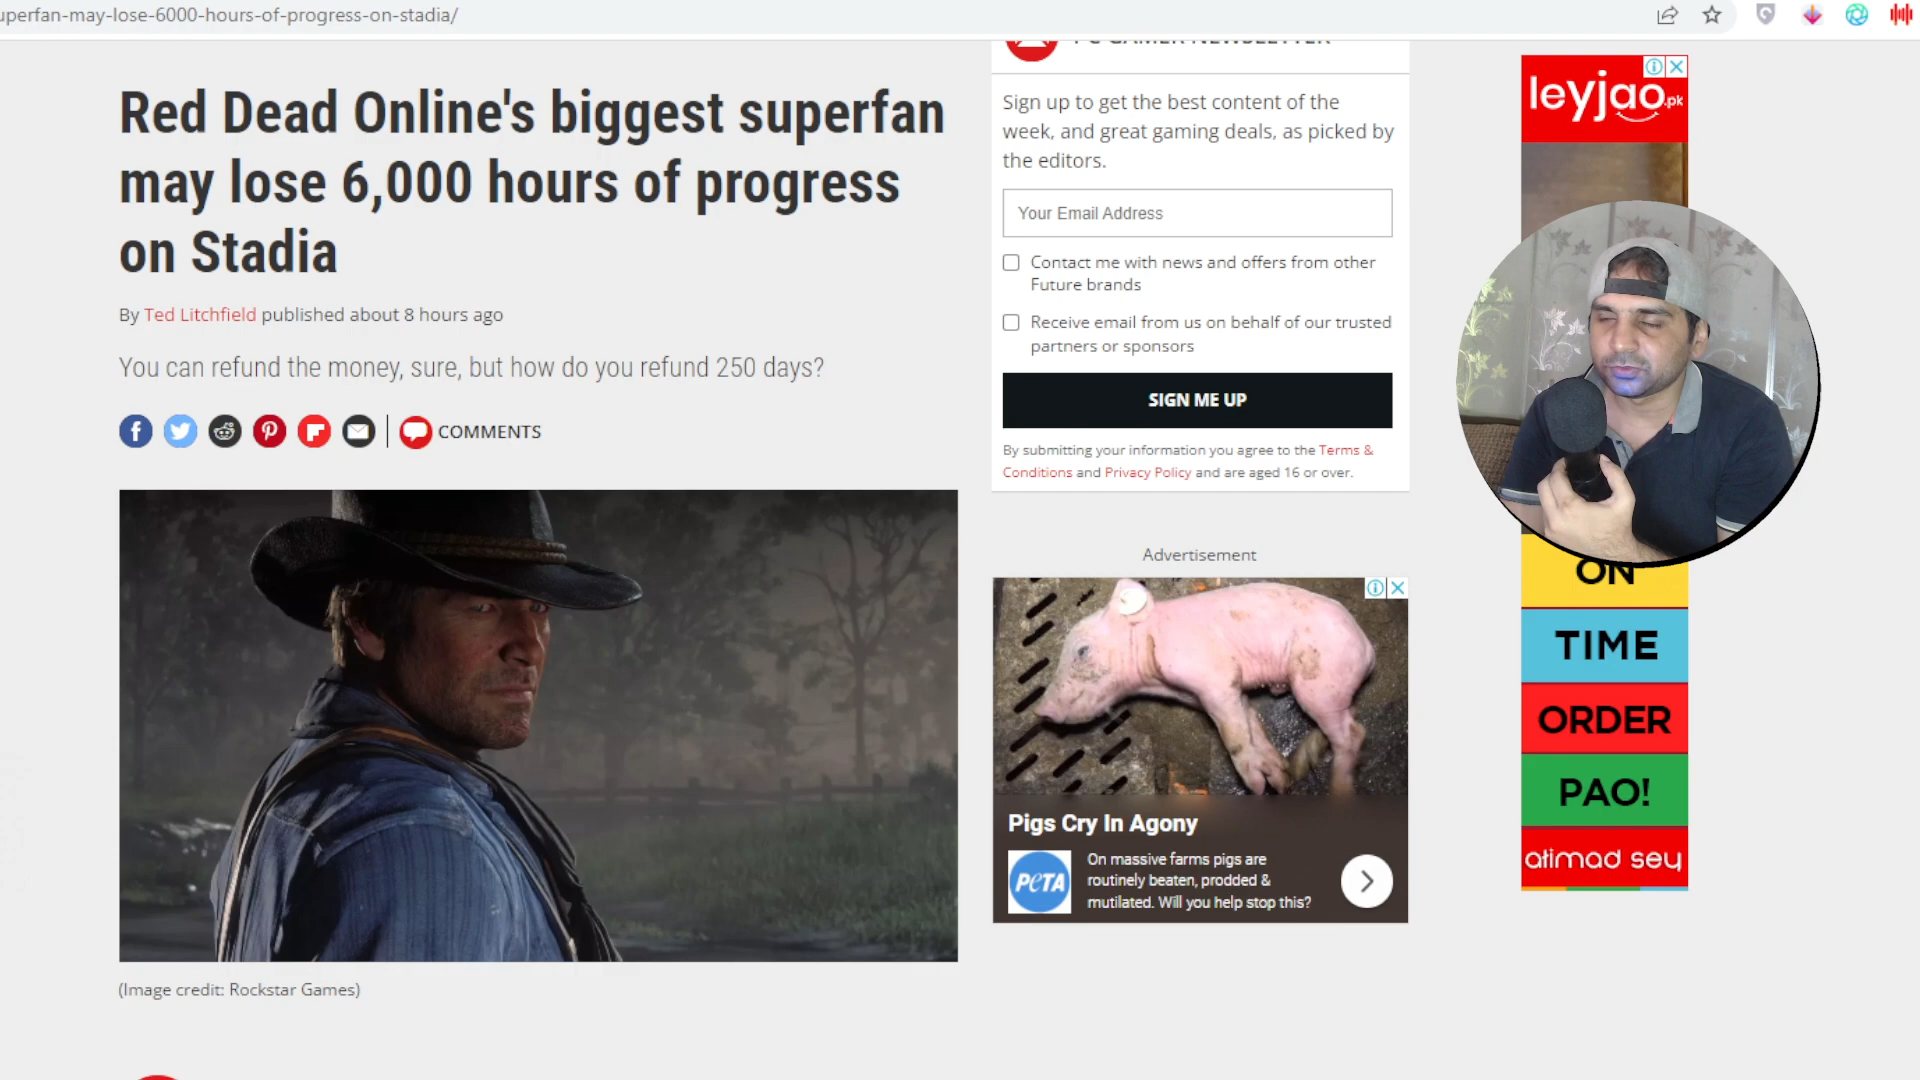 uperfan-may-lose-6000-hours-of-progress-on-stadia/
Red Dead Online's biggest superfan
may lose 6,000 hours of progress
on Stadia
By Ted Litchfield published about 8 hours ago
You can refund the money, sure, but how do you refund 250 days?
COMMENTS
(Image credit: Rockstar Games)
PC GAMER NEWSLETTER
Sign up to get the best content of the
week, and great gaming deals, as picked by
the editors.
Your Email Address
Contact me with news and offers from other
Future brands
Receive email from us on behalf of our trusted
partners or sponsors
SIGN ME UP
By submitting your information you agree to the Terms &
Conditions and Privacy Policy and are aged 16 or over.
Advertisement
Pigs Cry In Agony
PeTA
On massive farms pigs are
routinely beaten, prodded &
mutilated. Will you help stop this?
leyjao.pk
ON
TIME
ORDER
PAO!
atimad sey